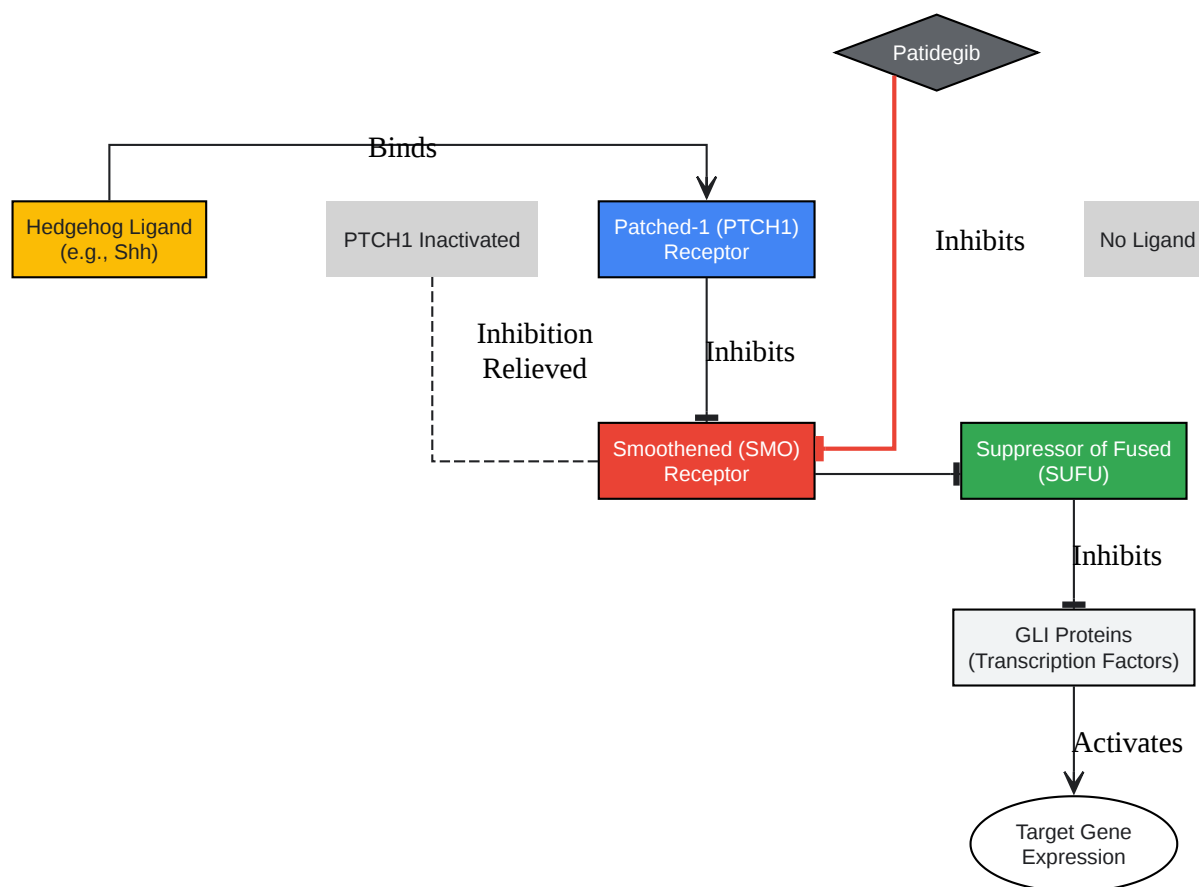 Patidegib
Binds
Hedgehog Ligand
(e.g., Shh)
PTCH1 Inactivated
Patched-1 (PTCH1)
Receptor
Inhibits
No Ligand
Inhibition
Relieved
Inhibits
Smoothened (SMO)
Receptor
Suppressor of Fused
(SUFU)
Inhibits
GLI Proteins
(Transcription Factors)
Activates
Target Gene
Expression